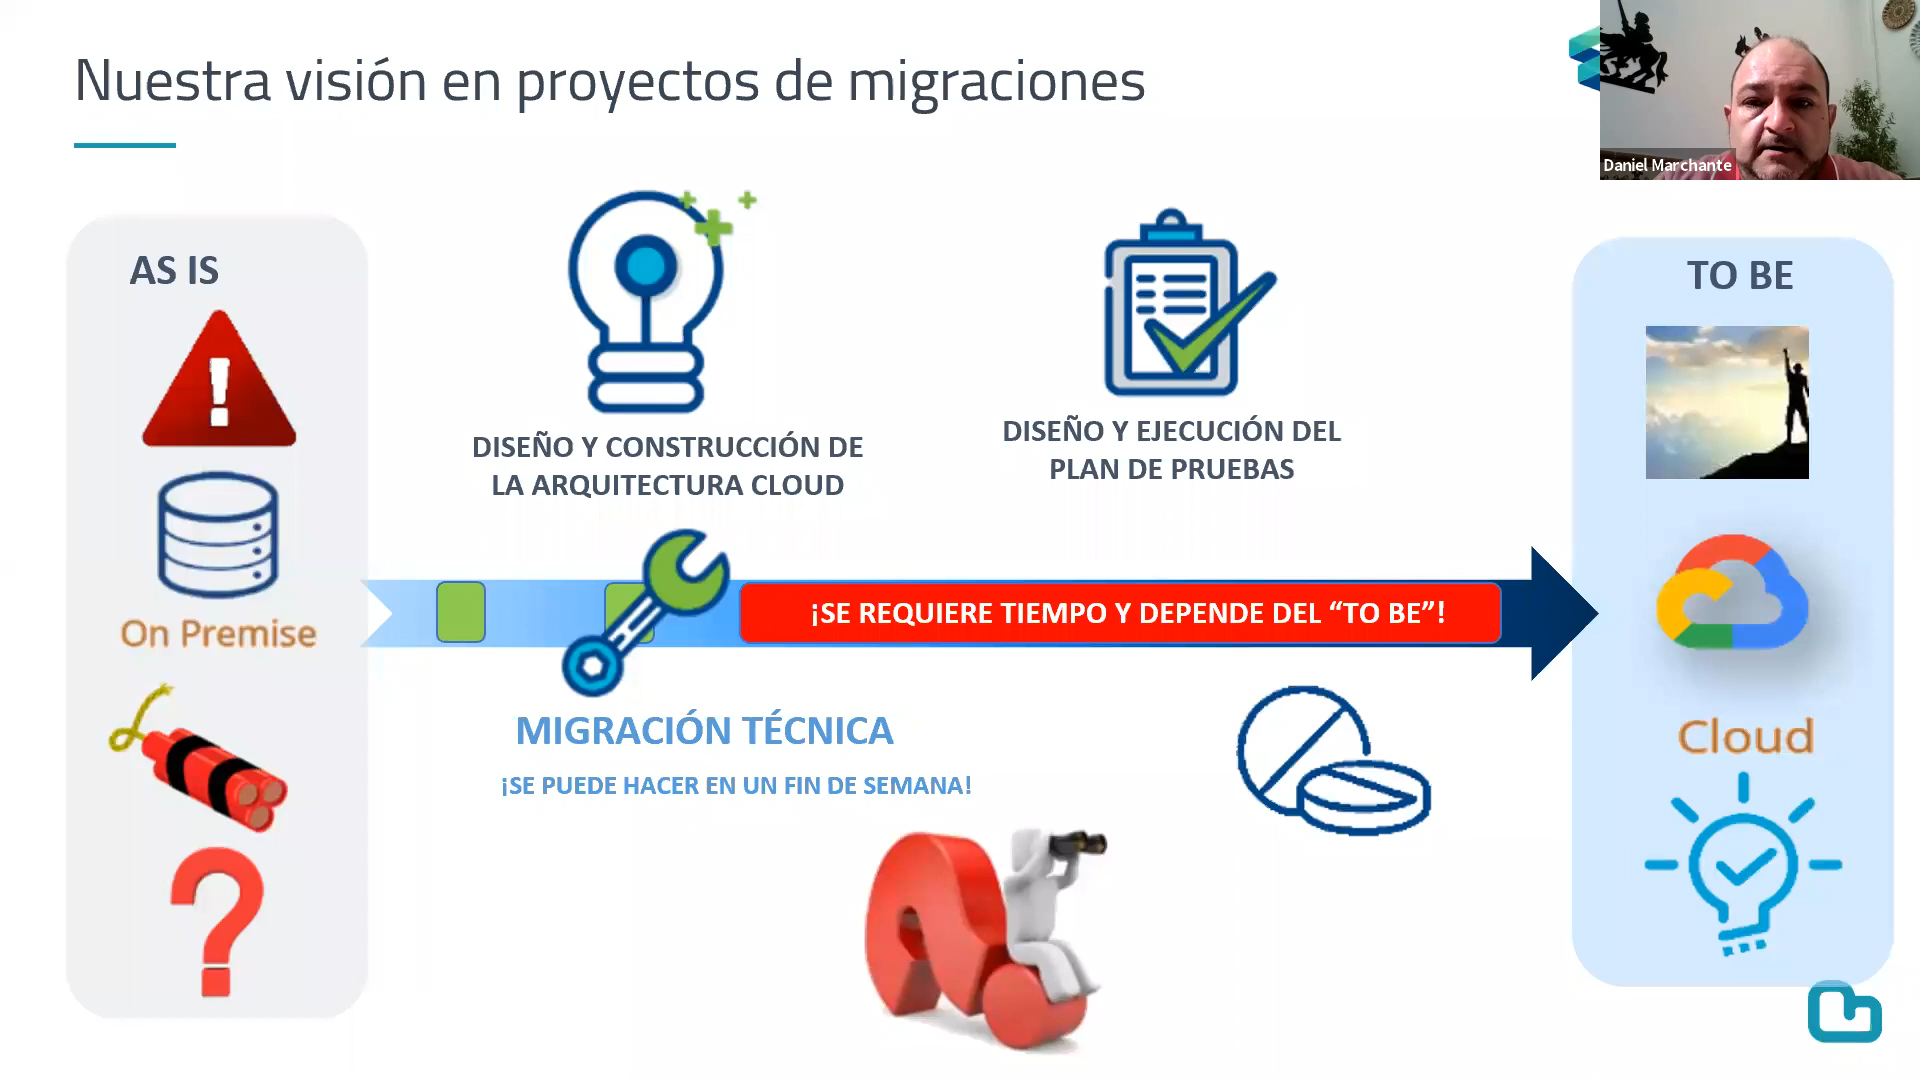 Nuestra visión en proyectos de migraciones
Daniel Marchante
AS IS
On Premise
DISEÑO Y CONSTRUCCIÓN DE
LA ARQUITECTURA CLOUD
DISEÑO Y EJECUCIÓN DEL
PLAN DE PRUEBAS
¡SE REQUIERE TIEMPO Y DEPENDE DEL “TO BE”!
MIGRACIÓN TÉCNICA
¡SE PUEDE HACER EN UN FIN DE SEMANA!
TO BE
Cloud